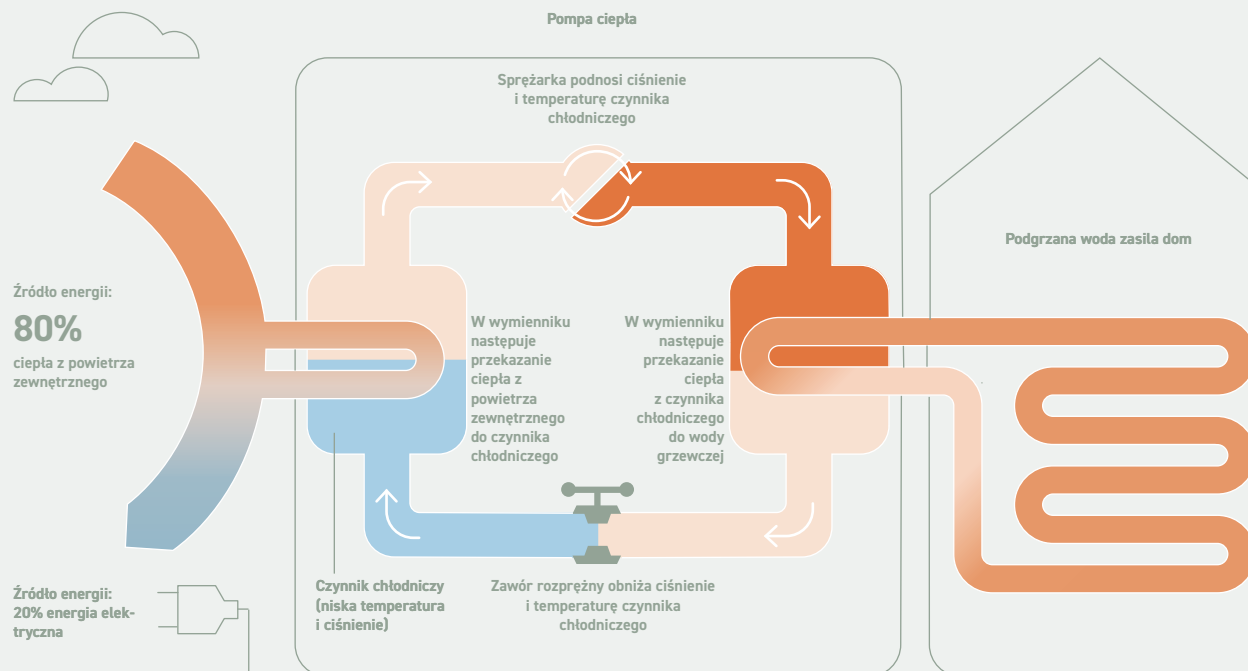 Pompa ciepła
Sprężarka podnosi ciśnienie
i temperaturę czynnika
chłodniczego
Podgrzana woda zasila dom
Źródło energii:
80%
ciepła z powietrza
zewnętrznego
W wymienniku
następuje
przekazanie
ciepła z
powietrza
zewnętrznego
do czynnika
chłodniczego
W wymienniku
następuje
przekazanie
ciepła
z czynnika
chłodniczego
do wody
grzewczej
Źródło energii:
20% energia elek-
tryczna
Czynnik chłodniczy
(niska temperatura
i ciśnienie)
Zawór rozprężny obniża ciśnienie
i temperaturę czynnika
chłodniczego